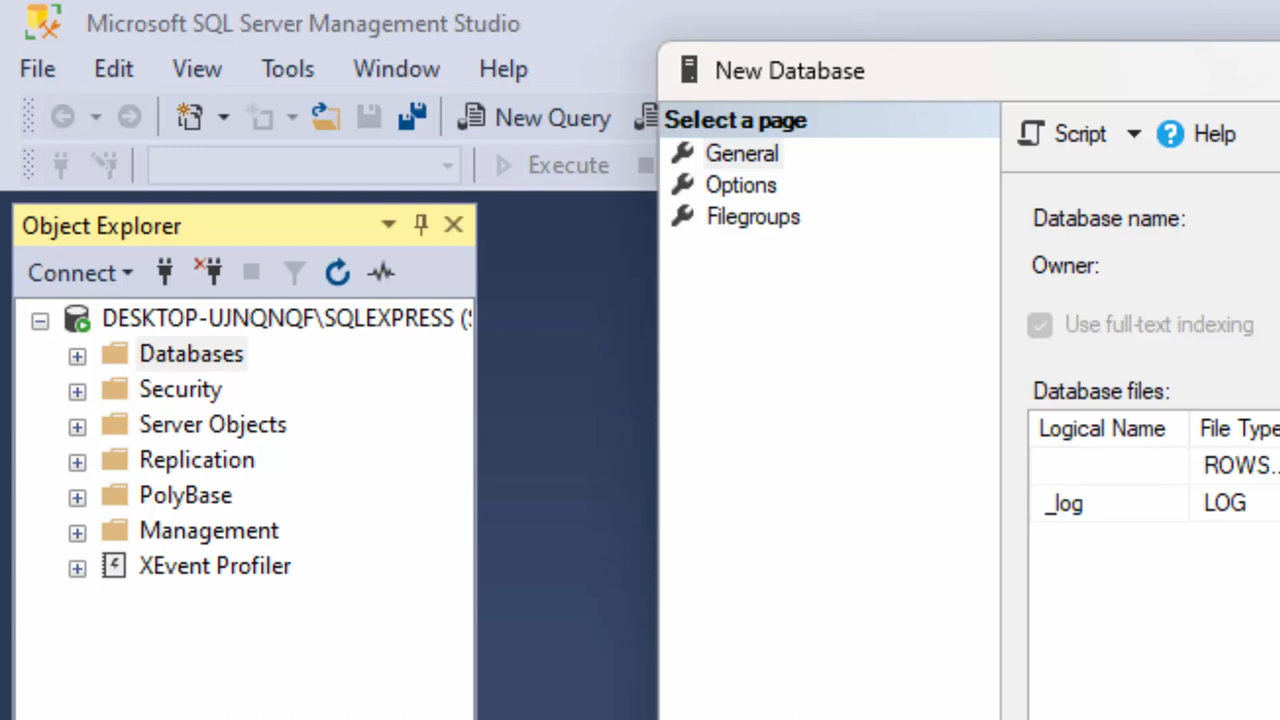 Microsoft SQL Server Management Studio
File Edit View Tools Window Help
New Query
Execute
Object Explorer
Connect
DESKTOP-UJNQNQF\SQLEXPRESS (
Databases
Security
Server Objects
Replication
PolyBase
Management
XEvent Profiler
New Database
Select a page
General
Options
Filegroups
Script Help
Database name:
Owner:
Use full-text indexing
Database files:
Logical Name File Type
ROWS...
_log LOG